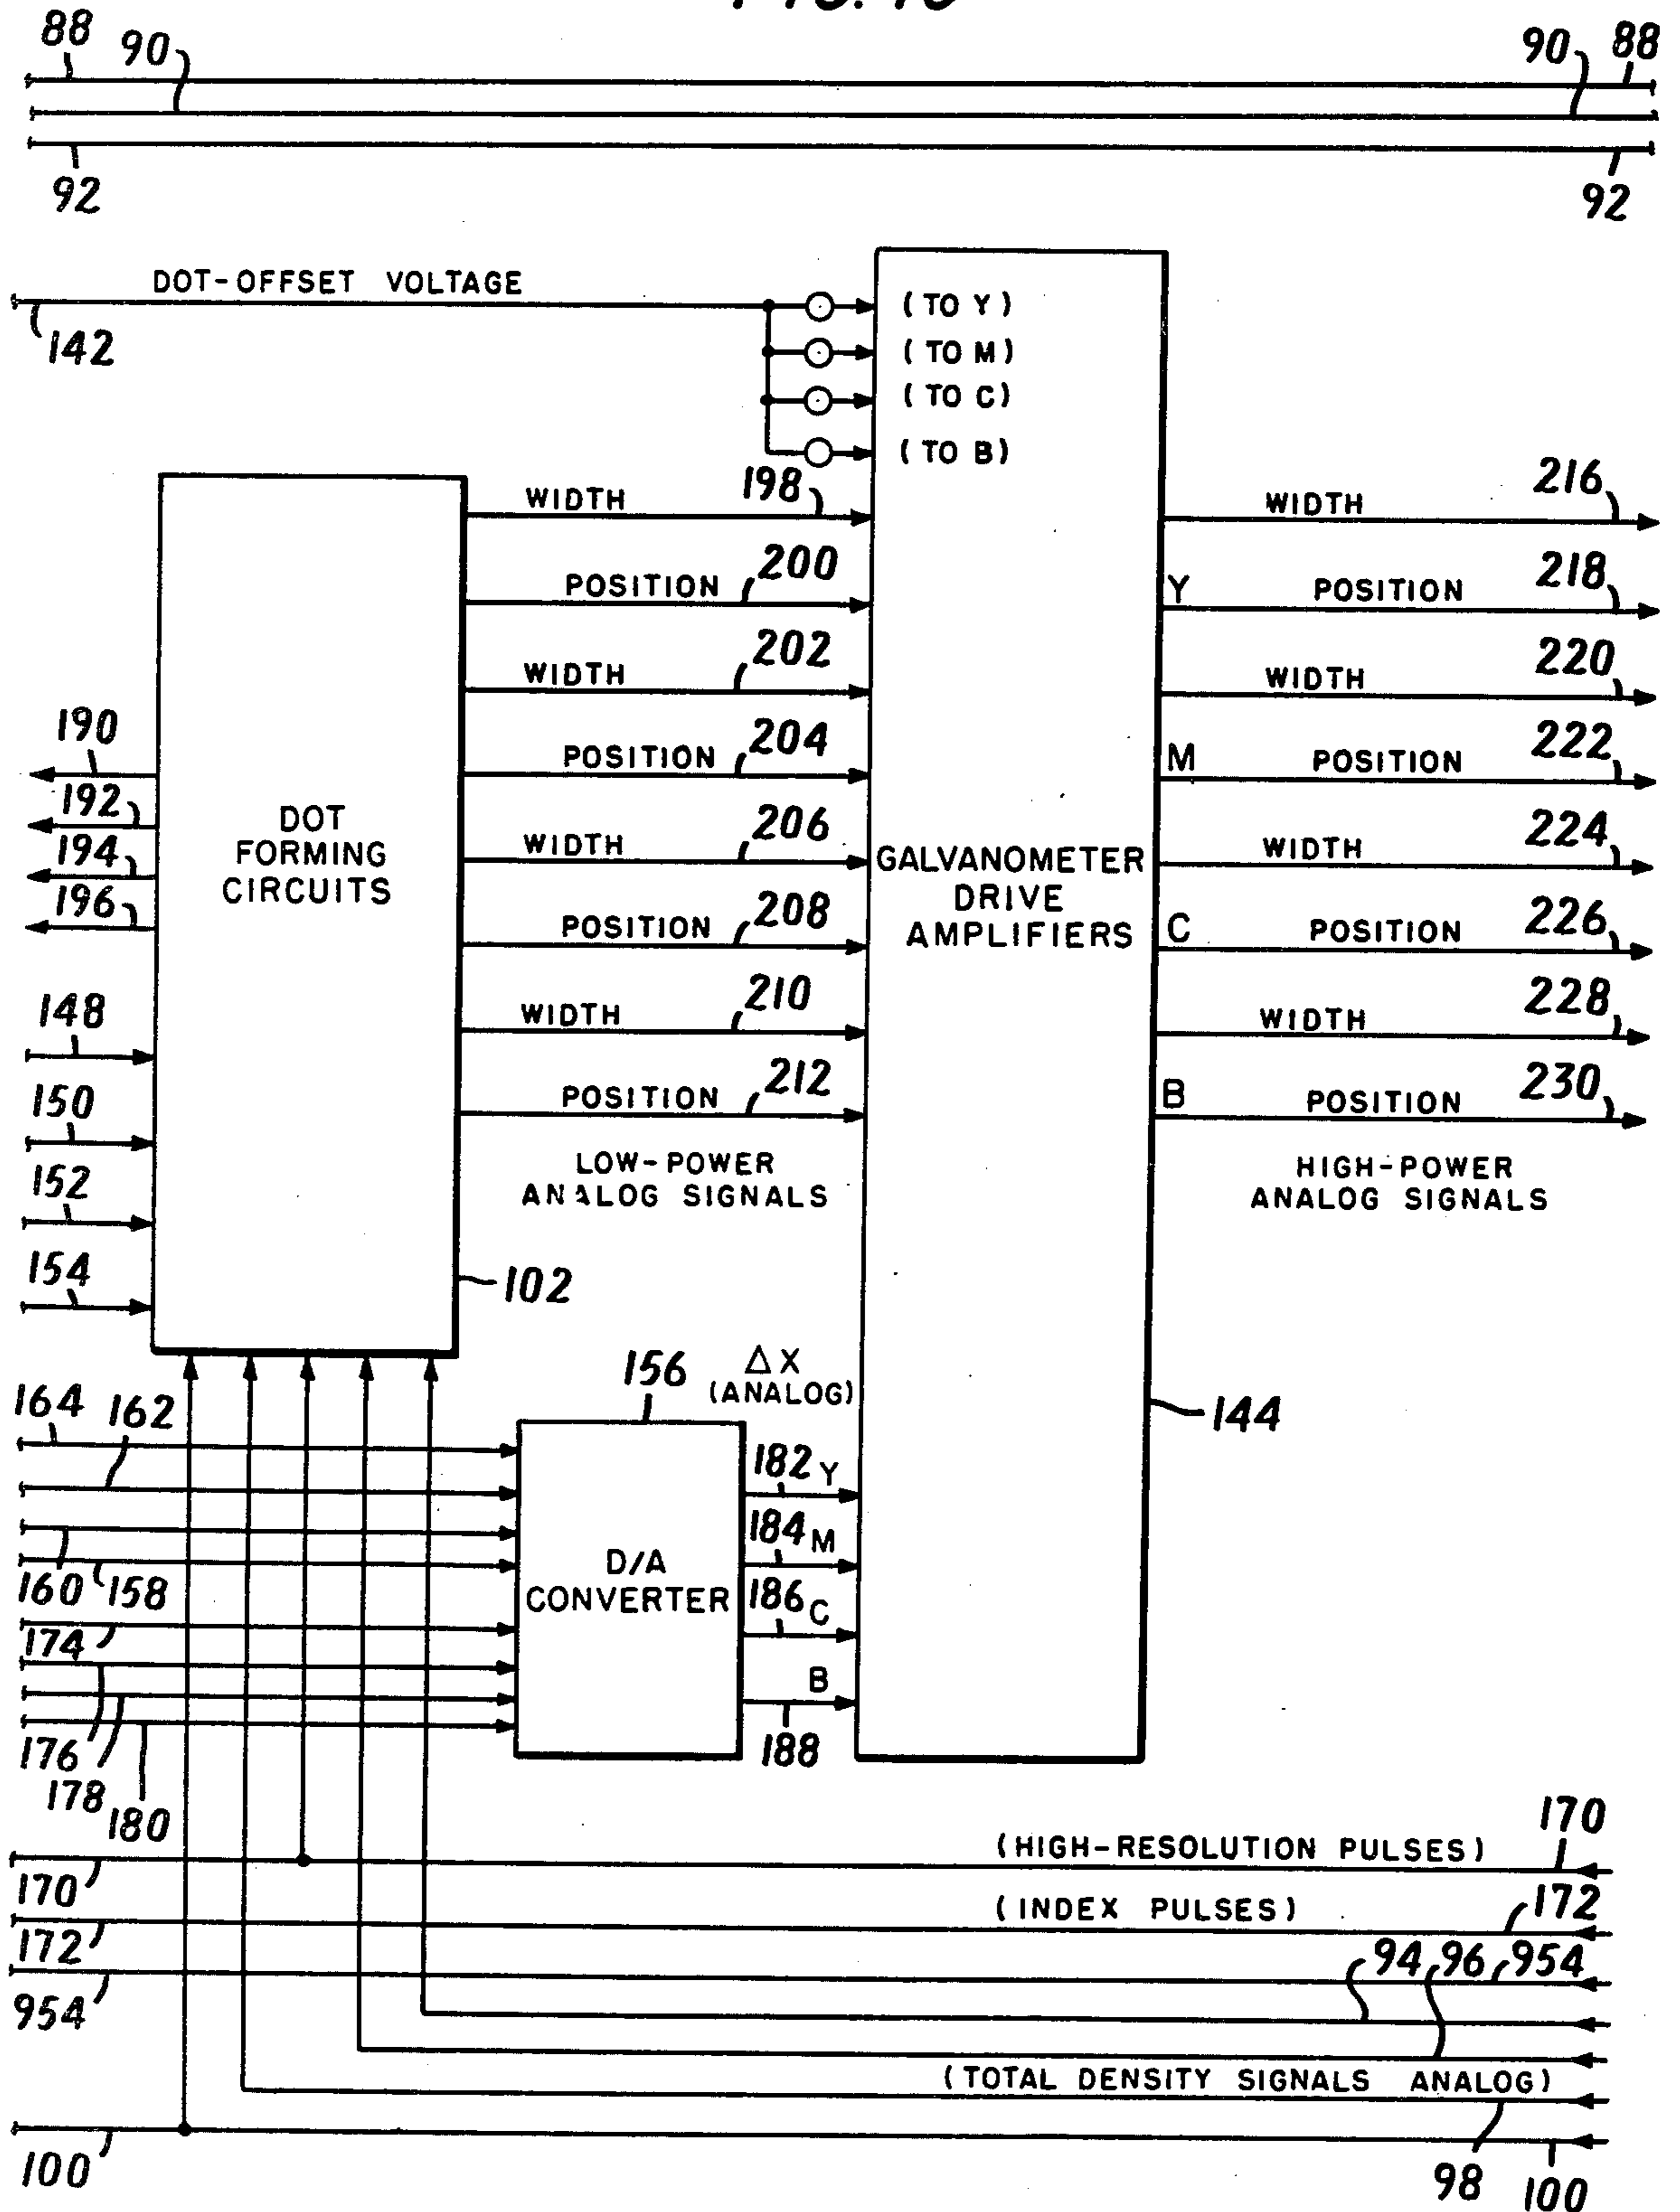 88 90 90 88
92 92
DOT-OFFSET VOLTAGE
142
(TO Y)
(TO M)
(TO C)
(TO B)
WIDTH 198
POSITION 200
WIDTH 202
POSITION 204
WIDTH 206
POSITION 208
WIDTH 210
POSITION 212
LOW-POWER
ANALOG SIGNALS
WIDTH 216
Y POSITION 218
WIDTH 220
M POSITION 222
WIDTH 224
C POSITION 226
WIDTH 228
B POSITION 230
HIGH-POWER
ANALOG SIGNALS
190
192
194
196
148
150
152
154
DOT
FORMING
CIRCUITS
102
GALVANOMETER
DRIVE
AMPLIFIERS
144
156
ΔX
(ANALOG)
164 162
160 158
174
176
178
180
D/A
CONVERTER
182 Y
184 M
186 C
B
188
(HIGH-RESOLUTION PULSES) 170
170
(INDEX PULSES) 172
172
94 96 954
954
(TOTAL DENSITY SIGNALS ANALOG)
100 98 100